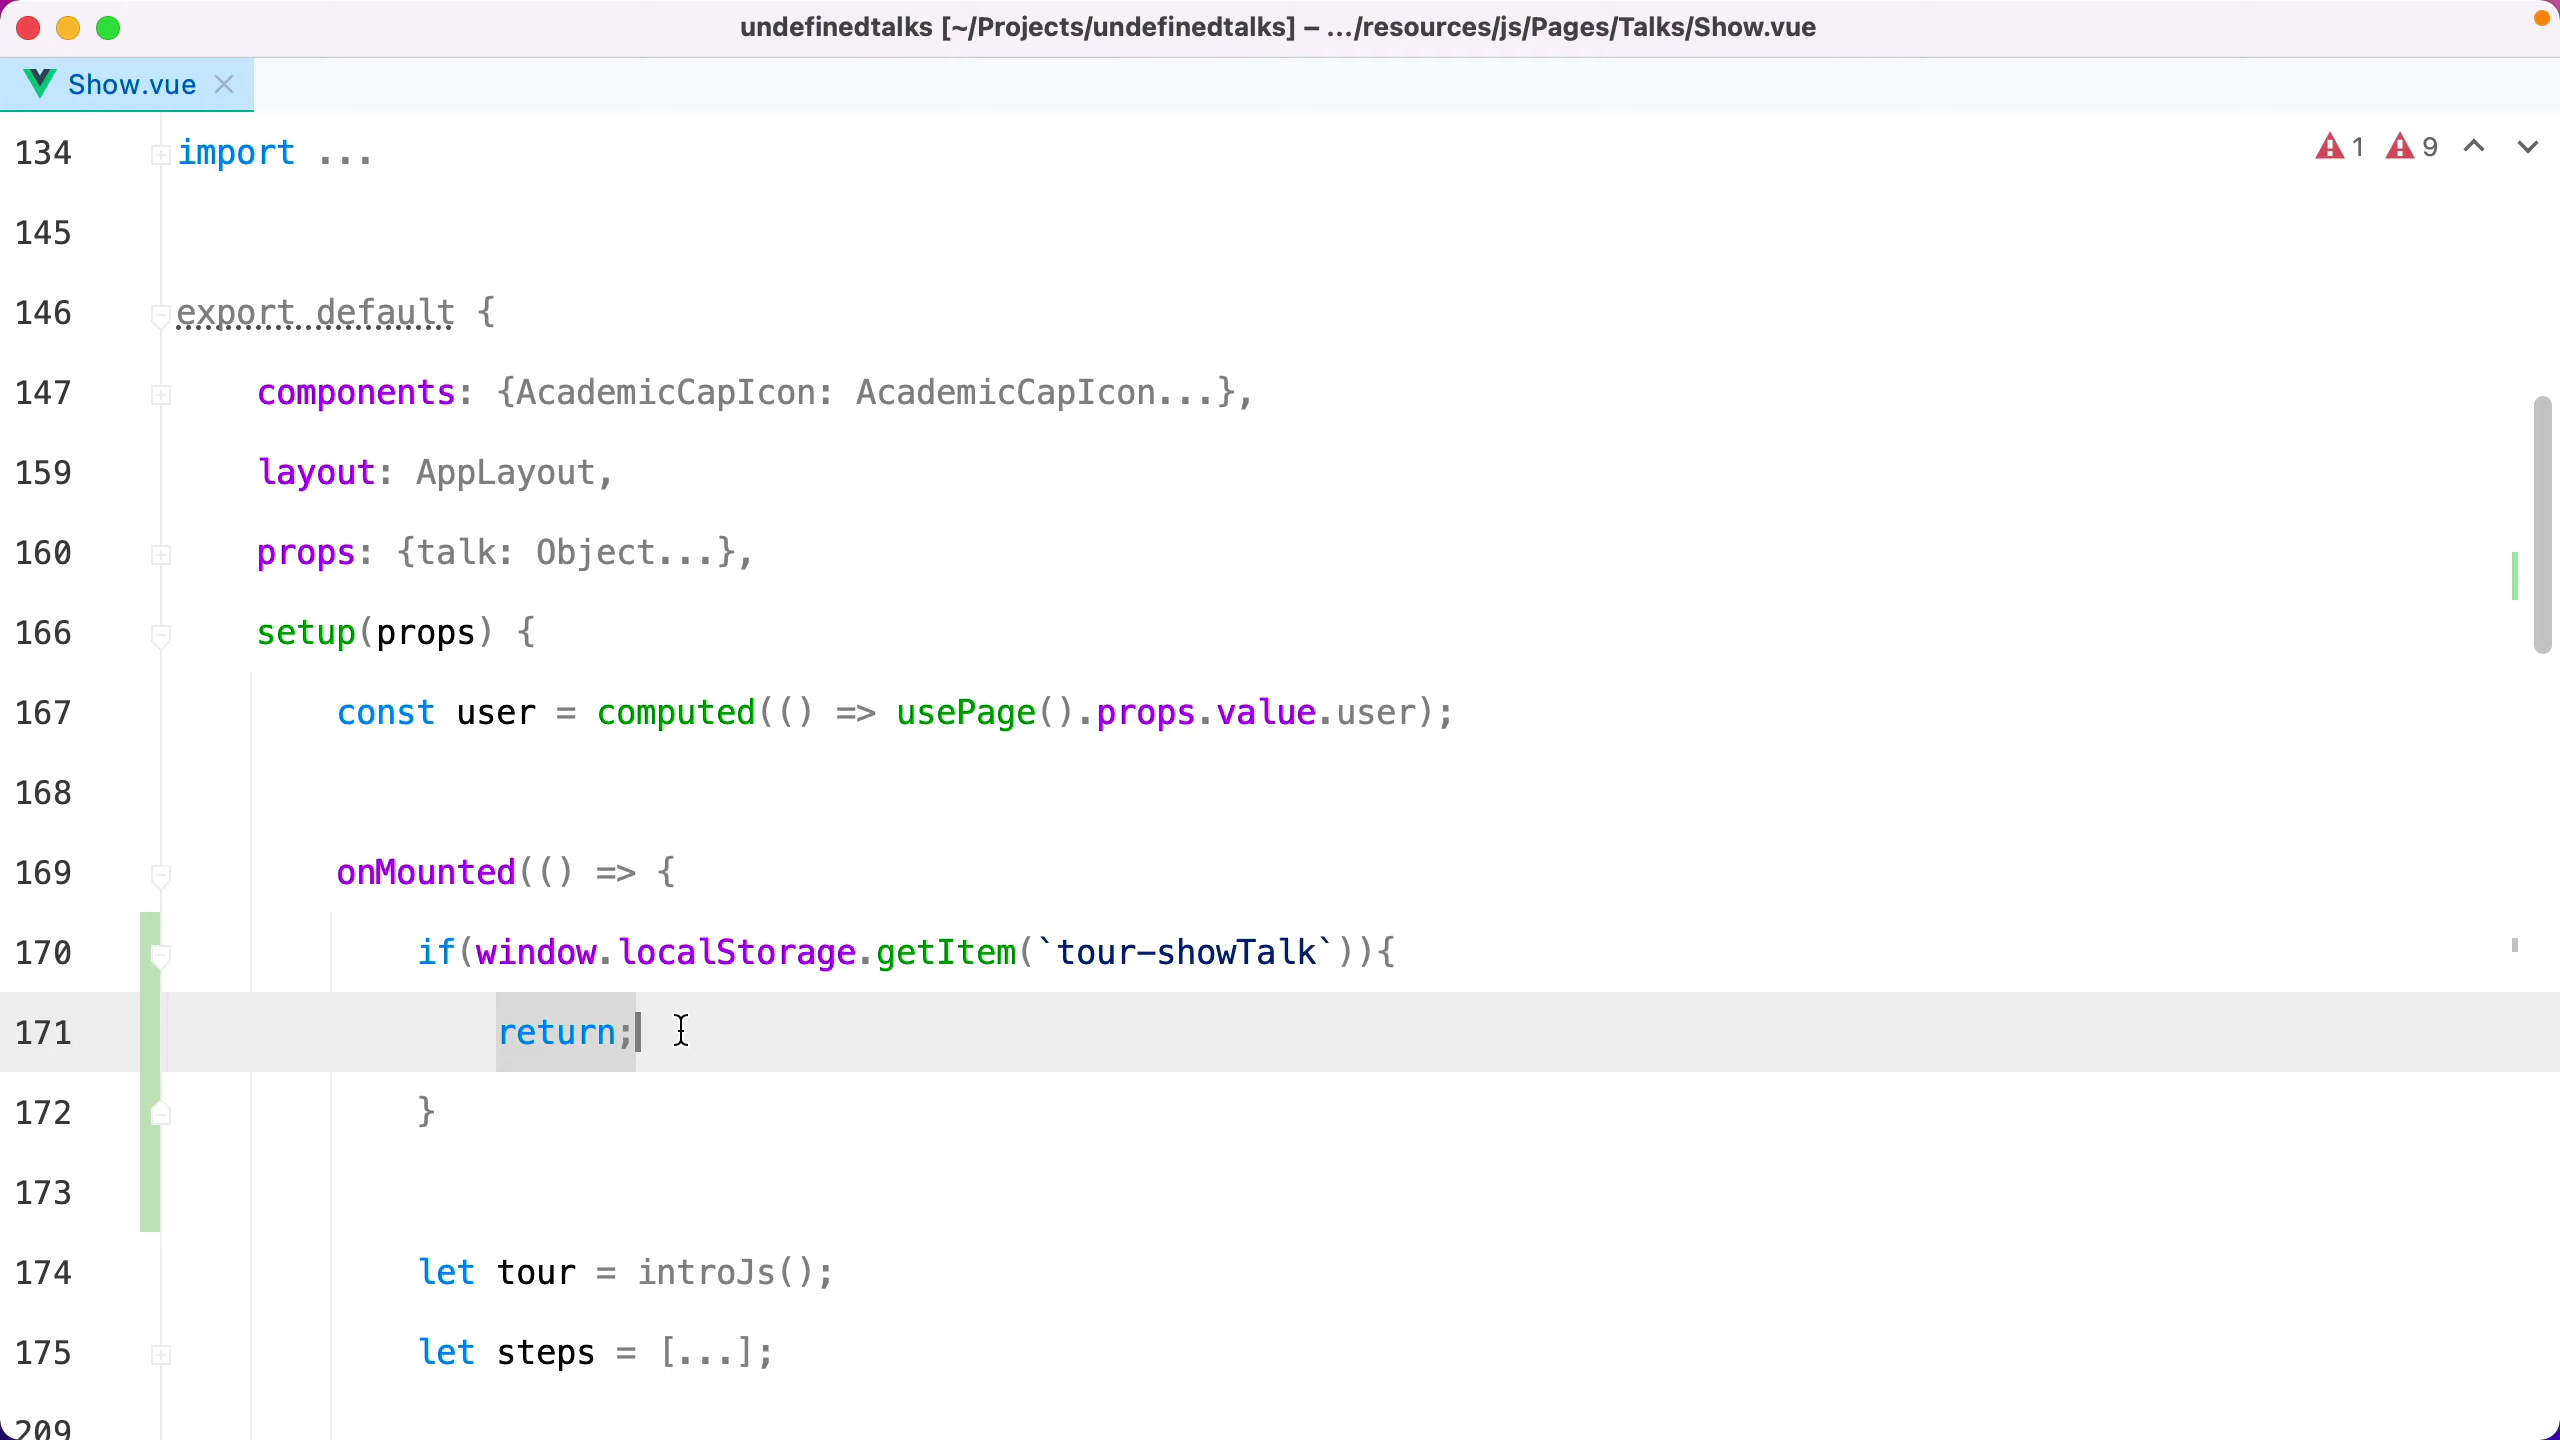 undefinedtalks [~/Projects/undefinedtalks] – .../resources/js/Pages/Talks/Show.vue
Show.vue
134 import ...
1 9
145
146 export default {
147 components: {AcademicCapIcon: AcademicCapIcon...},
159 layout: AppLayout,
160 props: {talk: Object...},
166 setup(props) {
167 const user = computed(() => usePage().props.value.user);
168
169 onMounted(() => {
170 if(window.localStorage.getItem(`tour-showTalk`)){
171 return;
172 }
173
174 let tour = introJs();
175 let steps = [...];
209